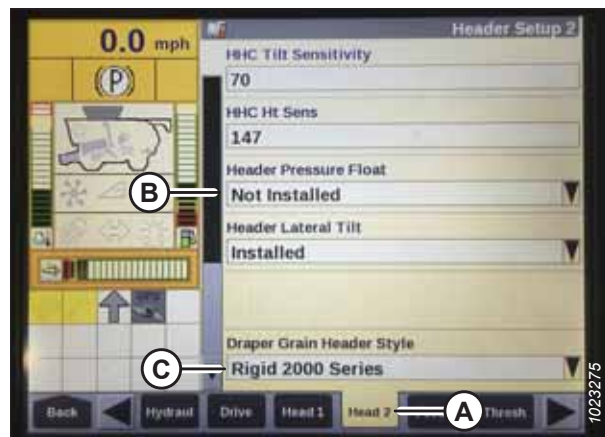 0.0 mph
Header Setup 2
(P)
HHC Tilt Sensitivity
70
HHC Ht Sens
147
Header Pressure Float
B
Not Installed
Header Lateral Tilt
Installed
Draper Grain Header Style
C
Rigid 2000 Series
Back
Hydraul
Drive
Head 1
Head 2
A
Thresh
1023275